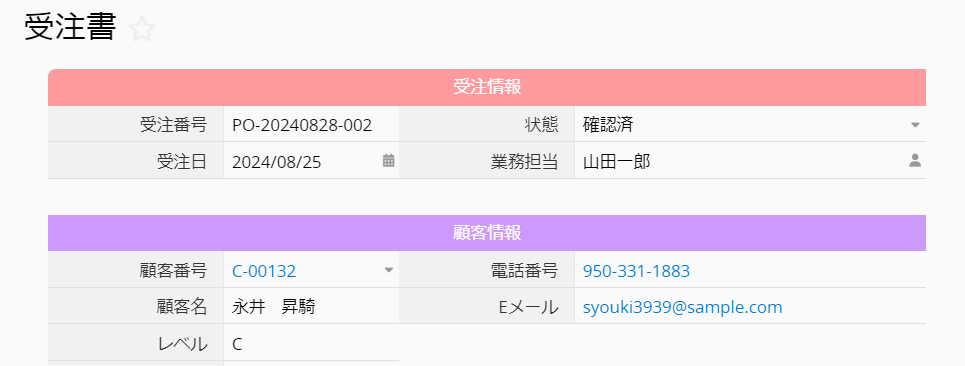 受注書
受注情報
受注番号 PO-20240828-002 状態 確認済
受注日 2024/08/25 業務担当 山田一郎
顧客情報
顧客番号 C-00132 電話番号 950-331-1883
顧客名 永井　昇騎 Eメール syouki3939@sample.com
レベル C